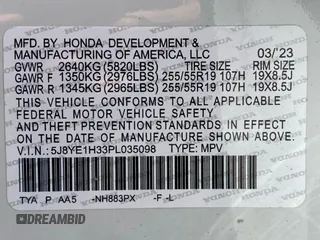 MFD. BY HONDA DEVELOPMENT &
MANUFACTURING OF AMERICA, LLC 03/'23
GVWR 2640KG (5820LBS) TIRE SIZE RIM SIZE
GAWR F 1350KG (2976LBS) 255/55R19 107H 19X8.5J
GAWR R 1345KG (2965LBS) 255/55R19 107H 19X8.5J
THIS VEHICLE CONFORMS TO ALL APPLICABLE
FEDERAL MOTOR VEHICLE SAFETY
AND THEFT PREVENTION STANDARDS IN EFFECT
ON THE DATE OF MANUFACTURE SHOWN ABOVE.
V.I.N.: 5J8YE1H33PL035098 TYPE: MPV
TYA P AA5 -NH883PX -F -L
DREAMBID